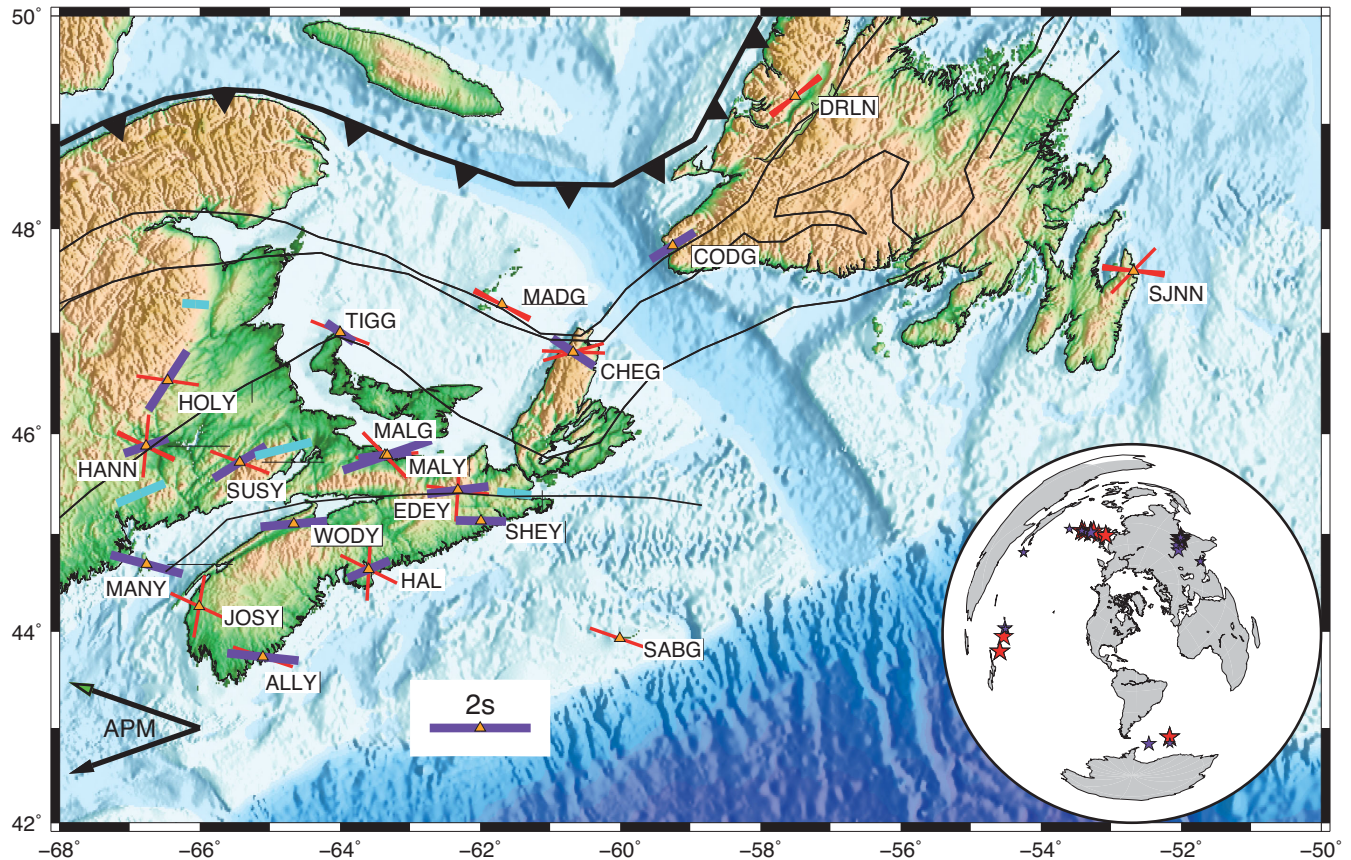 50˚
DRLN
48˚
CODG
SJNN
MADG
TIGG
CHEG
HOLY
46˚
MALG
HANN
MALY
SUSY
EDEY
SHEY
WODY
MANY
HAL
JOSY
44˚
SABG
ALLY
2s
APM
42˚
−68˚ −66˚ −64˚ −62˚ −60˚ −58˚ −56˚ −54˚ −52˚ −50˚